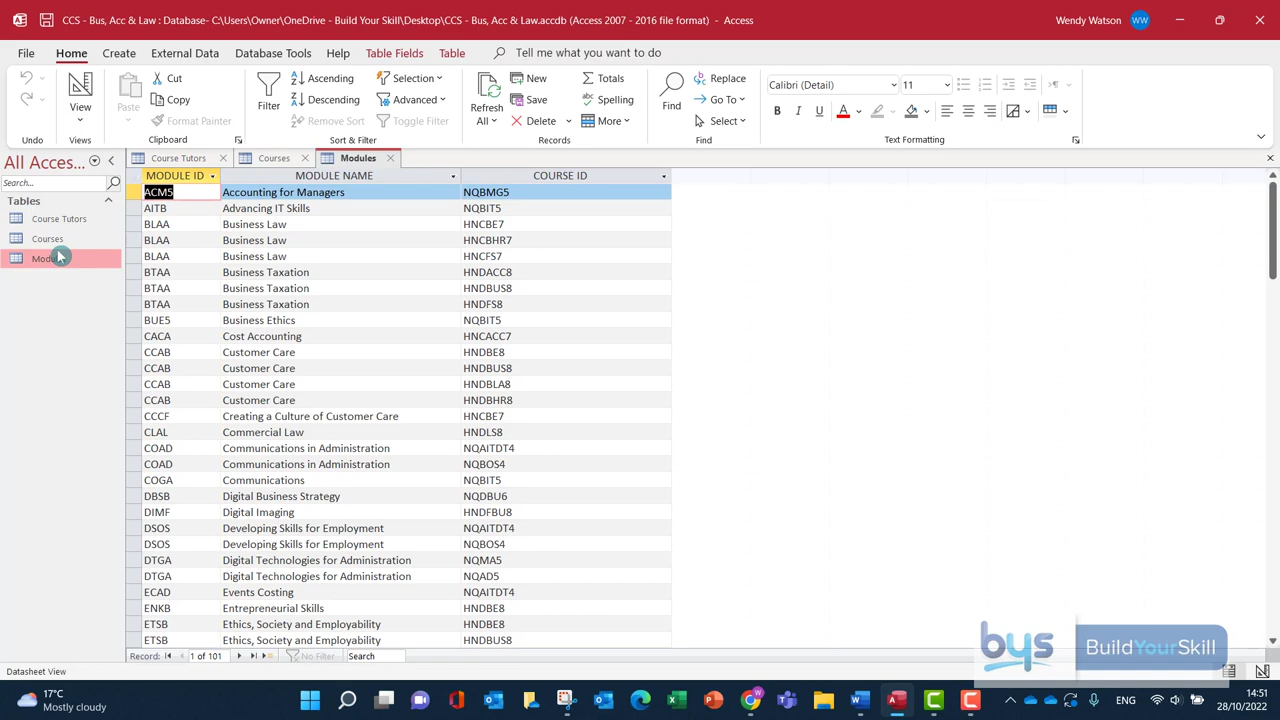 CCS - Bus, Acc & Law : Database- C:\Users\Owner\OneDrive - Build Your Skill\Desktop\CCS - Bus, Acc & Law.accdb (Access 2007 - 2016 file format) - Access
Wendy Watson
WW
File Home Create External Data Database Tools Help Table Fields Table Tell me what you want to do
View
Paste
Cut
Copy
Format Painter
Filter
Ascending
Descending
Remove Sort
Selection
Advanced
Toggle Filter
Refresh
All
New
Save
Delete
Totals
Spelling
More
Find
Replace
Go To
Select
Calibri (Detail) 11
B I U A
Undo Views Clipboard Sort & Filter Records Find Text Formatting
All Acces...
Search...
Tables
Course Tutors
Courses
Course Tutors Courses Modules
MODULE ID MODULE NAME COURSE ID
ACM5 Accounting for Managers NQBMG5
AITB Advancing IT Skills NQBIT5
BLAA Business Law HNCBE7
BLAA Business Law HNCBHR7
BLAA Business Law HNCFS7
BTAA Business Taxation HNDACC8
BTAA Business Taxation HNDBUS8
BTAA Business Taxation HNDFS8
BUE5 Business Ethics NQBIT5
CACA Cost Accounting HNCACC7
CCAB Customer Care HNDBE8
CCAB Customer Care HNDBUS8
CCAB Customer Care HNDBLA8
CCAB Customer Care HNDBHR8
CCCF Creating a Culture of Customer Care HNCBE7
CLAL Commercial Law HNDLS8
COAD Communications in Administration NQAITDT4
COAD Communications in Administration NQBOS4
COGA Communications NQBIT5
DBSB Digital Business Strategy NQDBU6
DIMF Digital Imaging HNDFBU8
DSOS Developing Skills for Employment NQAITDT4
DSOS Developing Skills for Employment NQBOS4
DTGA Digital Technologies for Administration NQMA5
DTGA Digital Technologies for Administration NQAD5
ECAD Events Costing NQAITDT4
ENKB Entrepreneurial Skills HNDBE8
ETSB Ethics, Society and Employability HNDBE8
ETSB Ethics, Society and Employability HNDBUS8
Record: 1 of 101 No Filter Search
Datasheet View
bys BuildYourSkill
17°C
Mostly cloudy
ENG
14:51
28/10/2022